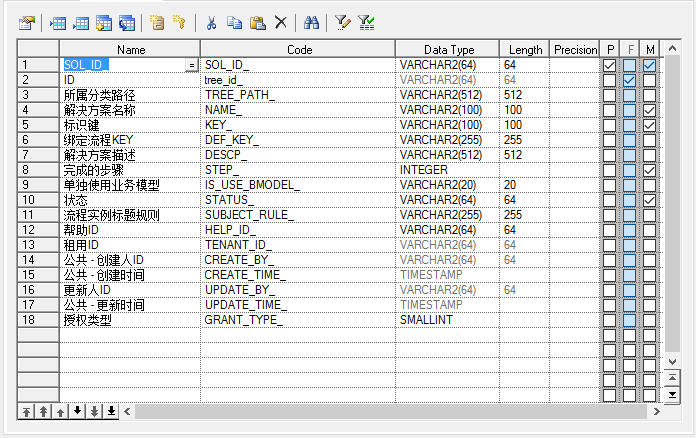 Name Code Data Type Length Precision P F M
1 SOL_ID_ = SOL_ID_ VARCHAR2(64) 64
2 ID tree_id_ VARCHAR2(64) 64
3 所属分类路径 TREE_PATH_ VARCHAR2(512) 512
4 解决方案名称 NAME_ VARCHAR2(100) 100
5 标识键 KEY_ VARCHAR2(100) 100
6 绑定流程KEY DEF_KEY_ VARCHAR2(255) 255
7 解决方案描述 DESCP_ VARCHAR2(512) 512
8 完成的步骤 STEP_ INTEGER
9 单独使用业务模型 IS_USE_BMODEL_ VARCHAR2(20) 20
10 状态 STATUS_ VARCHAR2(64) 64
11 流程实例标题规则 SUBJECT_RULE_ VARCHAR2(255) 255
12 帮助ID HELP_ID_ VARCHAR2(64) 64
13 租用ID TENANT_ID_ VARCHAR2(64) 64
14 公共 - 创建人ID CREATE_BY_ VARCHAR2(64) 64
15 公共 - 创建时间 CREATE_TIME_ TIMESTAMP
16 更新人ID UPDATE_BY_ VARCHAR2(64) 64
17 公共 - 更新时间 UPDATE_TIME_ TIMESTAMP
18 授权类型 GRANT_TYPE_ SMALLINT